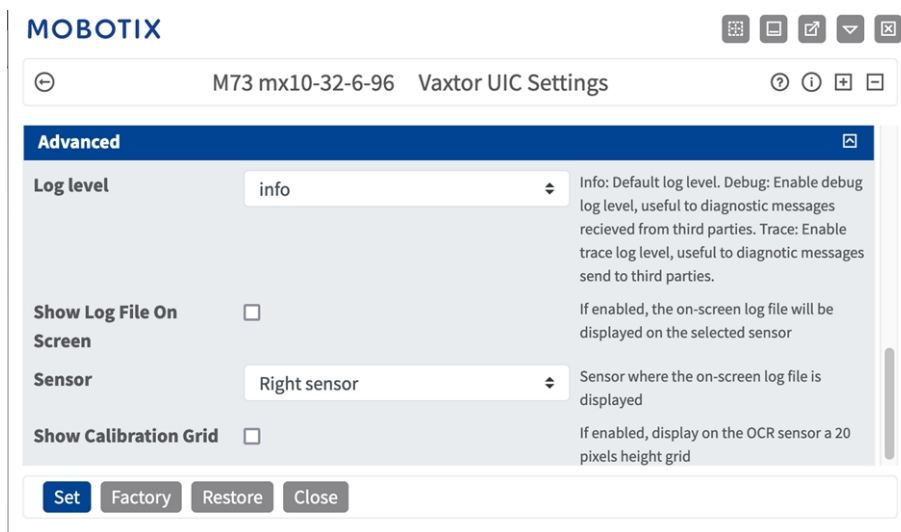 MOBOTIX
M73 mx10-32-6-96 Vaxtor UIC Settings
Advanced
Log level
info
Info: Default log level. Debug: Enable debug
log level, useful to diagnostic messages
recieved from third parties. Trace: Enable
trace log level, useful to diagnotic messages
send to third parties.
Show Log File On
Screen
If enabled, the on-screen log file will be
displayed on the selected sensor
Sensor
Right sensor
Sensor where the on-screen log file is
displayed
Show Calibration Grid
If enabled, display on the OCR sensor a 20
pixels height grid
Set Factory Restore Close